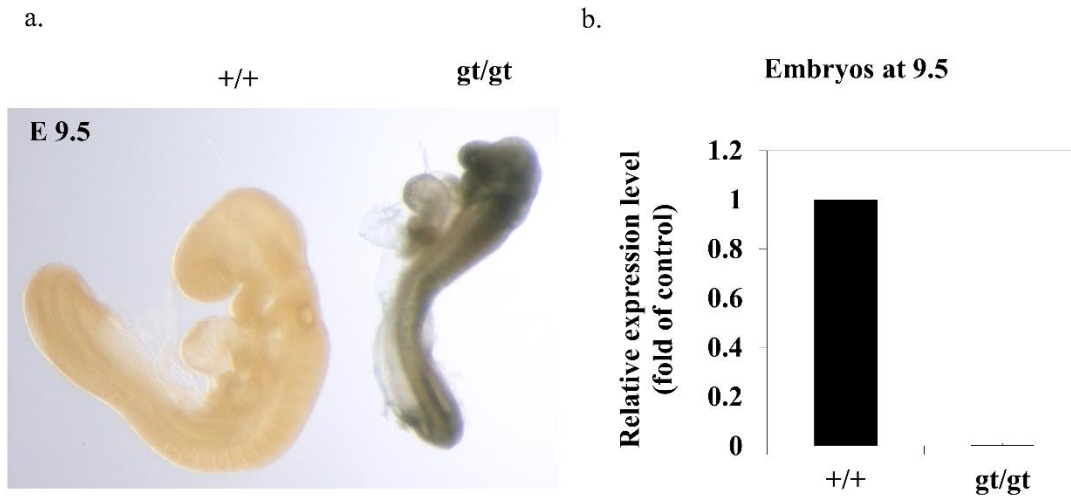 a.
+/+
gt/gt
E 9.5
b.
Embryos at 9.5
Relative expression level
(fold of control)
1.2
1
0.8
0.6
0.4
0.2
0
+/+
gt/gt